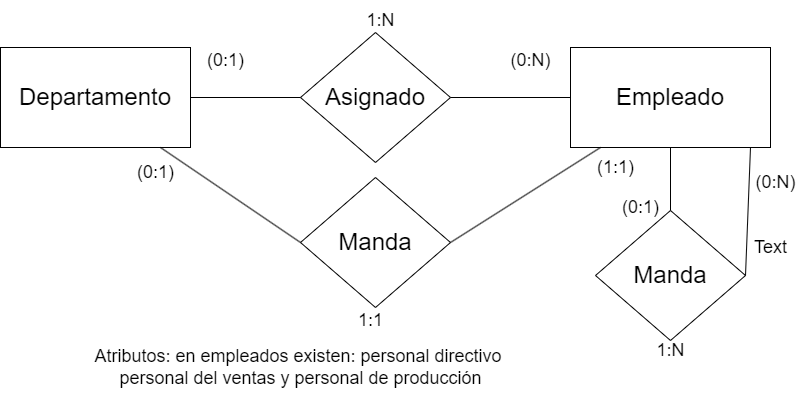 1:N
(0:1)
(0:N)
Departamento
Asignado
Empleado
(0:1)
(1:1)
(0:N)
(0:1)
Manda
Text
Manda
1:1
1:N
Atributos: en empleados existen: personal directivo
personal del ventas y personal de producción